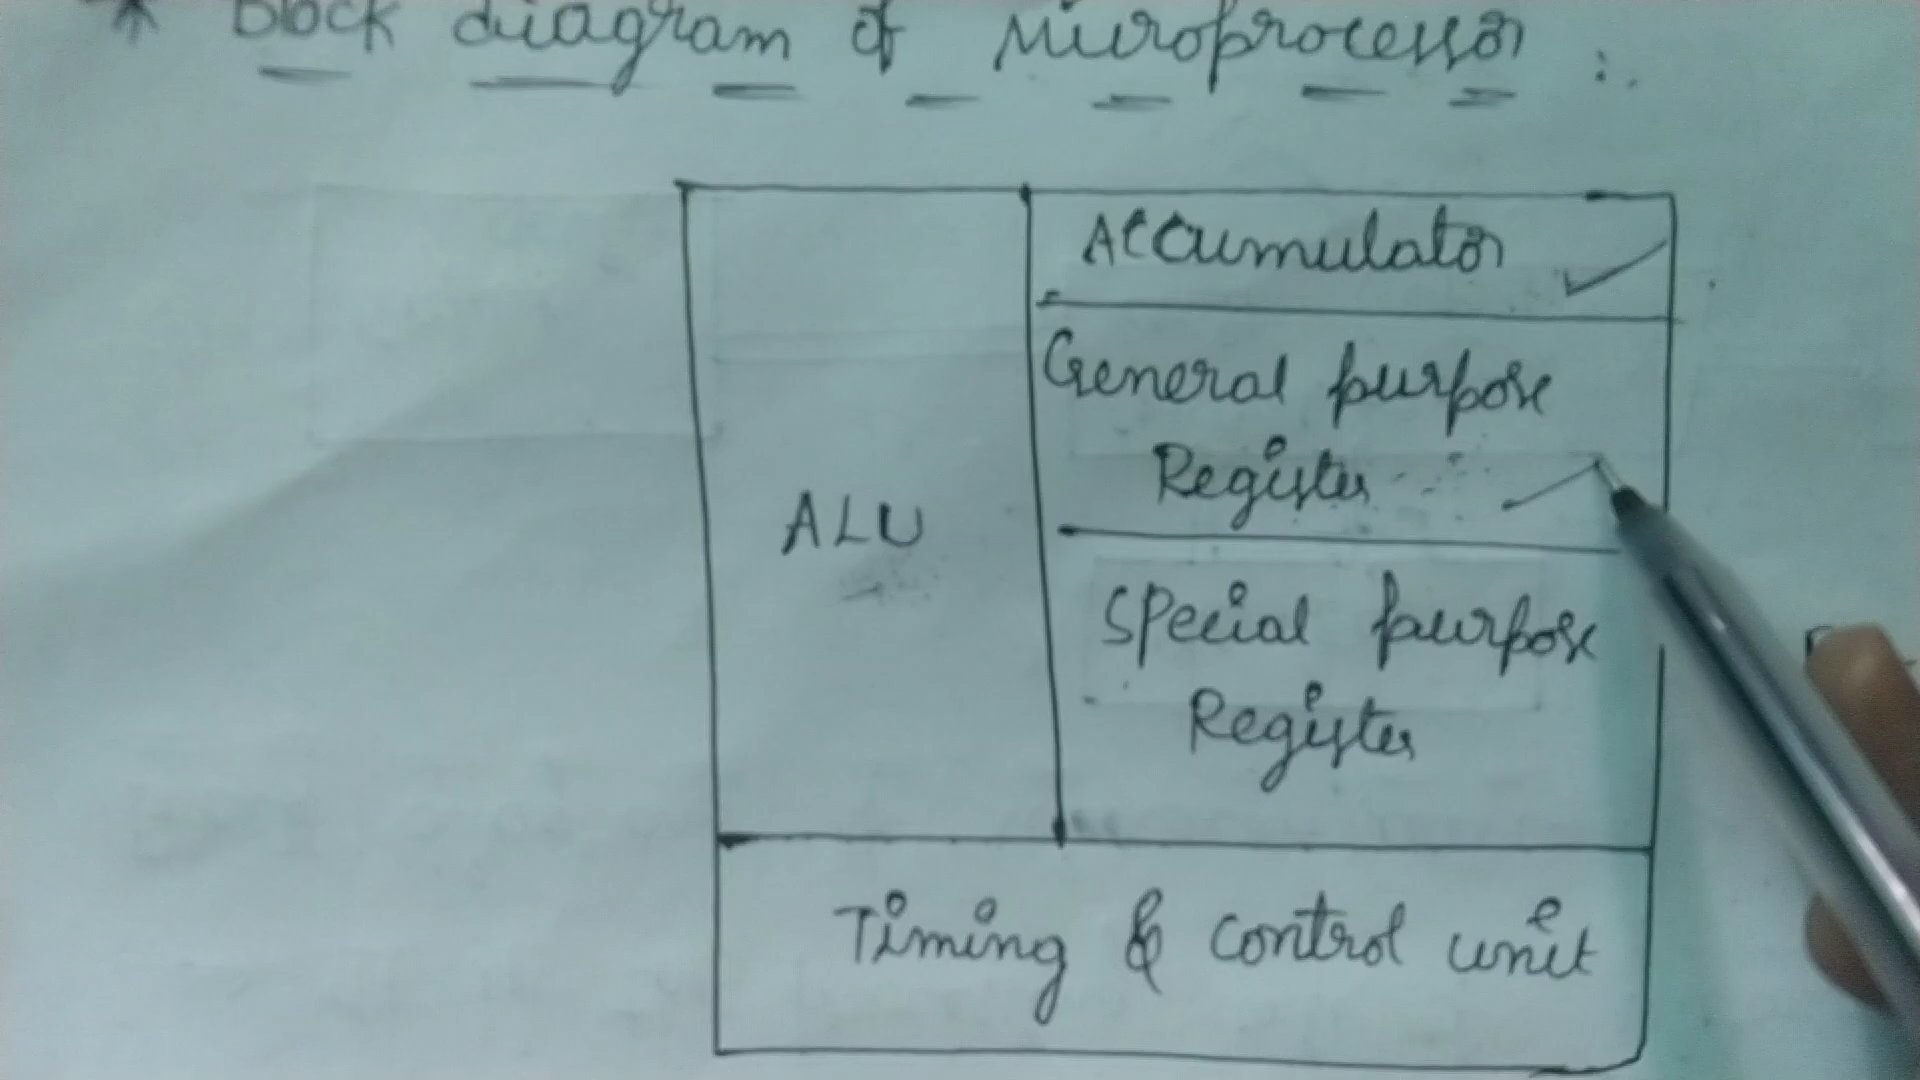 * Block diagram of Microprocessor :.
Accumulator ✓
General purpose
Register
ALU
Special purpose
Register
Timing & control unit